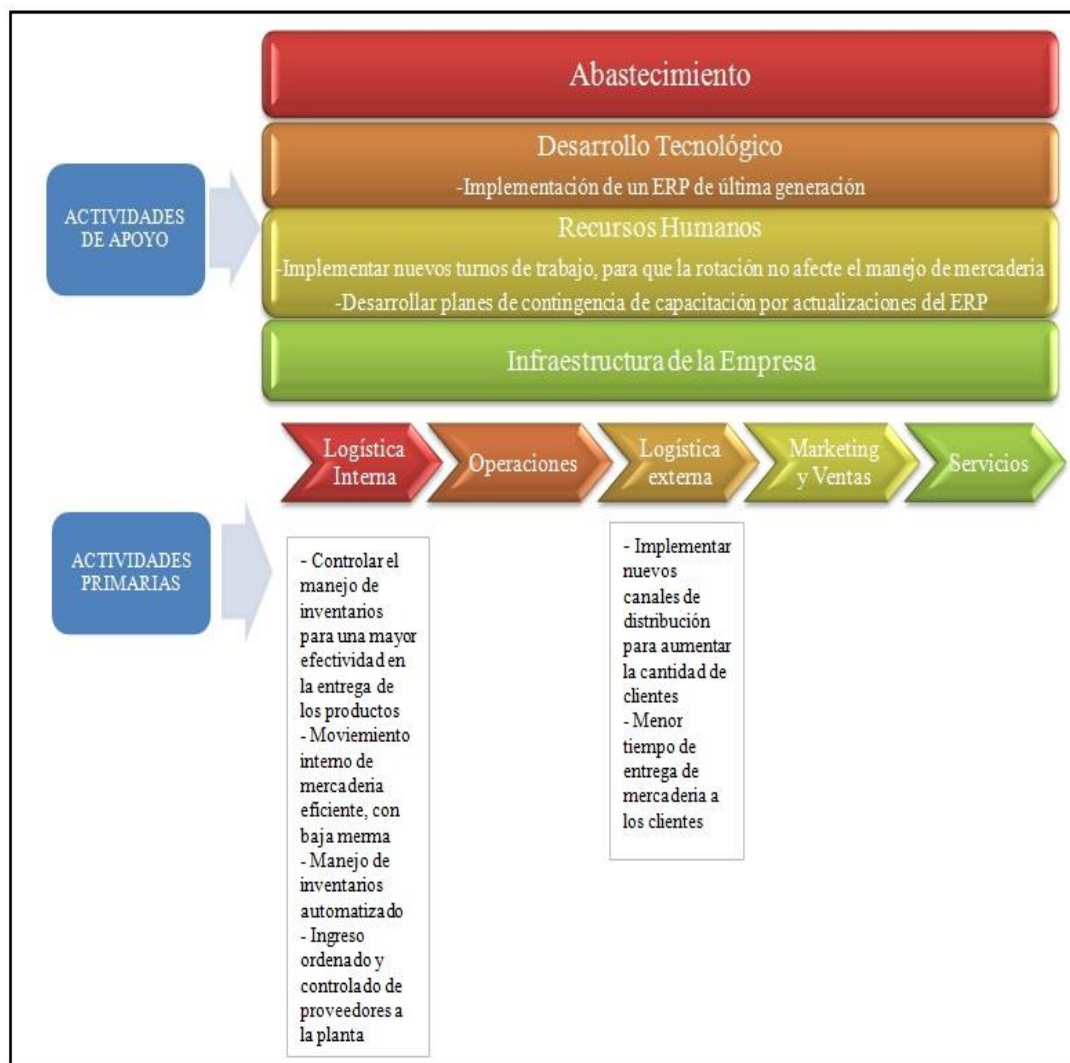 Abastecimiento
Desarrollo Tecnológico
-Implementación de un ERP de última generación
Recursos Humanos
-Implementar nuevos turnos de trabajo, para que la rotación no afecte el manejo de mercaderia
-Desarrollar planes de contingencia de capacitación por actualizaciones del ERP
Infraestructura de la Empresa
ACTIVIDADES
DE APOYO
Logística
Interna
Operaciones
Logística
externa
Marketing
y Ventas
Servicios
ACTIVIDADES
PRIMARIAS
- Controlar el
manejo de
inventarios
para una mayor
efectividad en
la entrega de
los productos
- Moviemiento
interno de
mercaderia
eficiente, con
baja merma
- Manejo de
inventarios
automatizado
- Ingreso
ordenado y
controlado de
proveedores a
la planta
- Implementar
nuevos
canales de
distribución
para aumentar
la cantidad de
clientes
- Menor
tiempo de
entrega de
mercaderia a
los clientes